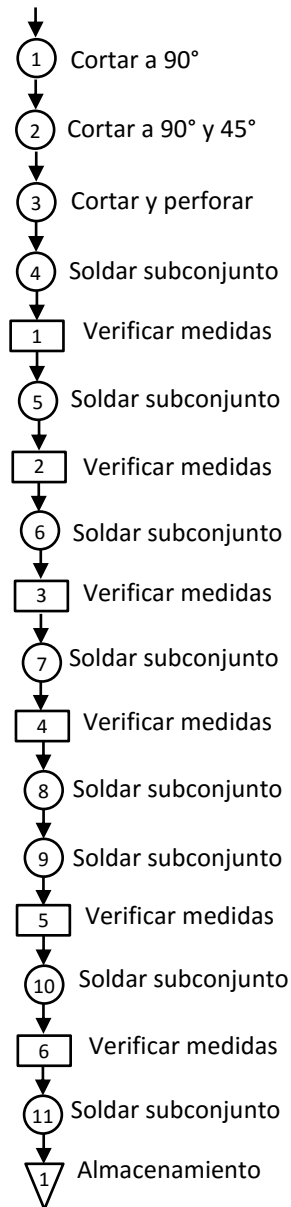 1 Cortar a 90°
2 Cortar a 90° y 45°
3 Cortar y perforar
4 Soldar subconjunto
1 Verificar medidas
5 Soldar subconjunto
2 Verificar medidas
6 Soldar subconjunto
3 Verificar medidas
7 Soldar subconjunto
4 Verificar medidas
8 Soldar subconjunto
9 Soldar subconjunto
5 Verificar medidas
10 Soldar subconjunto
6 Verificar medidas
11 Soldar subconjunto
1 Almacenamiento